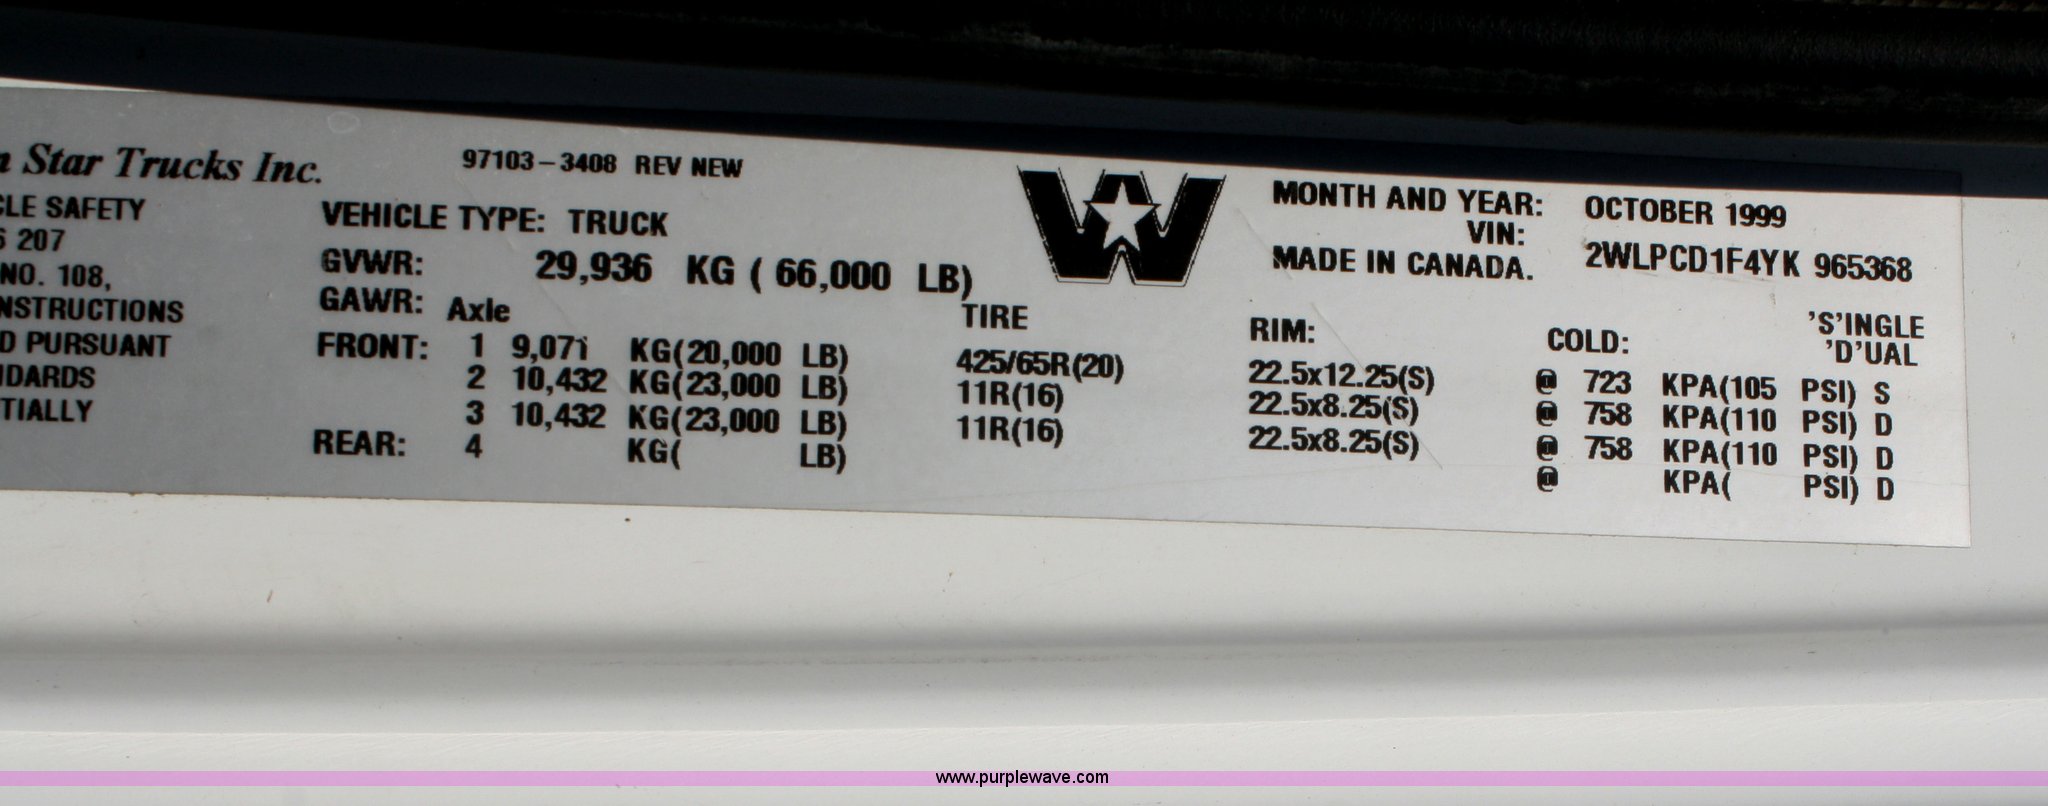 n Star Trucks Inc.
CLE SAFETY
6 207
NO. 108,
NSTRUCTIONS
D PURSUANT
NDARDS
TIALLY
97103-3408 REV NEW
VEHICLE TYPE: TRUCK
GVWR: 29,936 KG ( 66,000 LB)
GAWR: Axle TIRE RIM: COLD: 'S'INGLE
'D'UAL
FRONT: 1 9,071 KG(20,000 LB) 425/65R(20) 22.5x12.25(S) @ 723 KPA(105 PSI) S
2 10,432 KG(23,000 LB) 11R(16) 22.5x8.25(S) @ 758 KPA(110 PSI) D
3 10,432 KG(23,000 LB) 11R(16) 22.5x8.25(S) @ 758 KPA(110 PSI) D
REAR: 4 KG( LB) @ KPA( PSI) D
W
MONTH AND YEAR: OCTOBER 1999
VIN: 2WLPCD1F4YK 965368
MADE IN CANADA.
www.purplewave.com